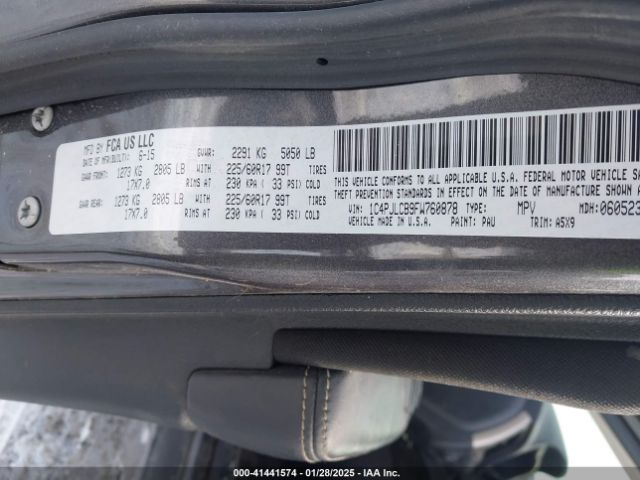 MFD BY FCA US LLC
DATE OF MFR/BUILT: 6-15 GVWR: 2291 KG 5050 LB
GAWR FRONT: 1273 KG 2805 LB WITH 225/60R17 99T TIRES
17X7.0 RIMS AT 230 KPA ( 33 PSI) COLD
GAWR REAR: 1273 KG 2805 LB WITH 225/60R17 99T TIRES
17X7.0 RIMS AT 230 KPA ( 33 PSI) COLD
THIS VEHICLE CONFORMS TO ALL APPLICABLE U.S.A. FEDERAL MOTOR VEHICLE
THEFT PREVENTION STANDARDS IN EFFECT ON THE DATE OF MANUFACTURE SHOWN
VIN: 1C4PJLCB9FW760878 TYPE: MPV MDH: 060523
VEHICLE MADE IN U.S.A. PAINT: PAU TRIM: A5X9
000-41441574 | 01/28/2025 | IAA Inc.